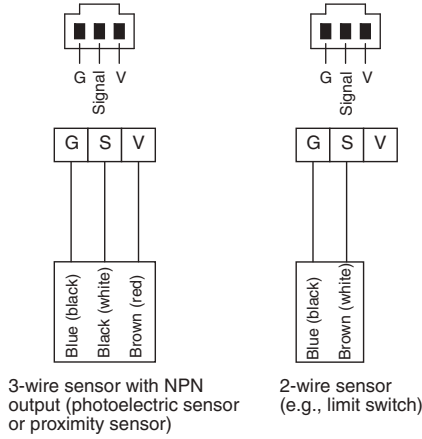 G Signal V
G S V
Blue (black)
Black (white)
Brown (red)
3-wire sensor with NPN
output (photoelectric sensor
or proximity sensor)
G Signal V
G S V
Blue (black)
Brown (white)
2-wire sensor
(e.g., limit switch)